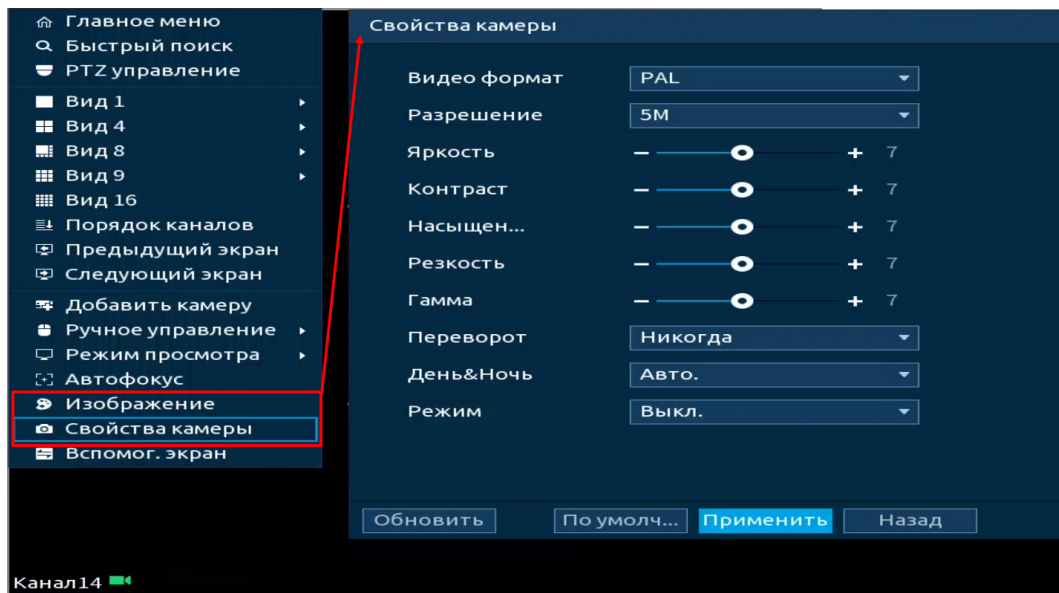 Главное меню
Быстрый поиск
PTZ управление
Вид 1
Вид 4
Вид 8
Вид 9
Вид 16
Порядок каналов
Предыдущий экран
Следующий экран
Добавить камеру
Ручное управление
Режим просмотра
Автофокус
Изображение
Свойства камеры
Вспомог. экран
Свойства камеры
Видео формат PAL
Разрешение 5M
Яркость 7
Контраст 7
Насыщен... 7
Резкость 7
Гамма 7
Переворот Никогда
День&Ночь Авто.
Режим Выкл.
Обновить По умолч... Применить Назад
Канал14